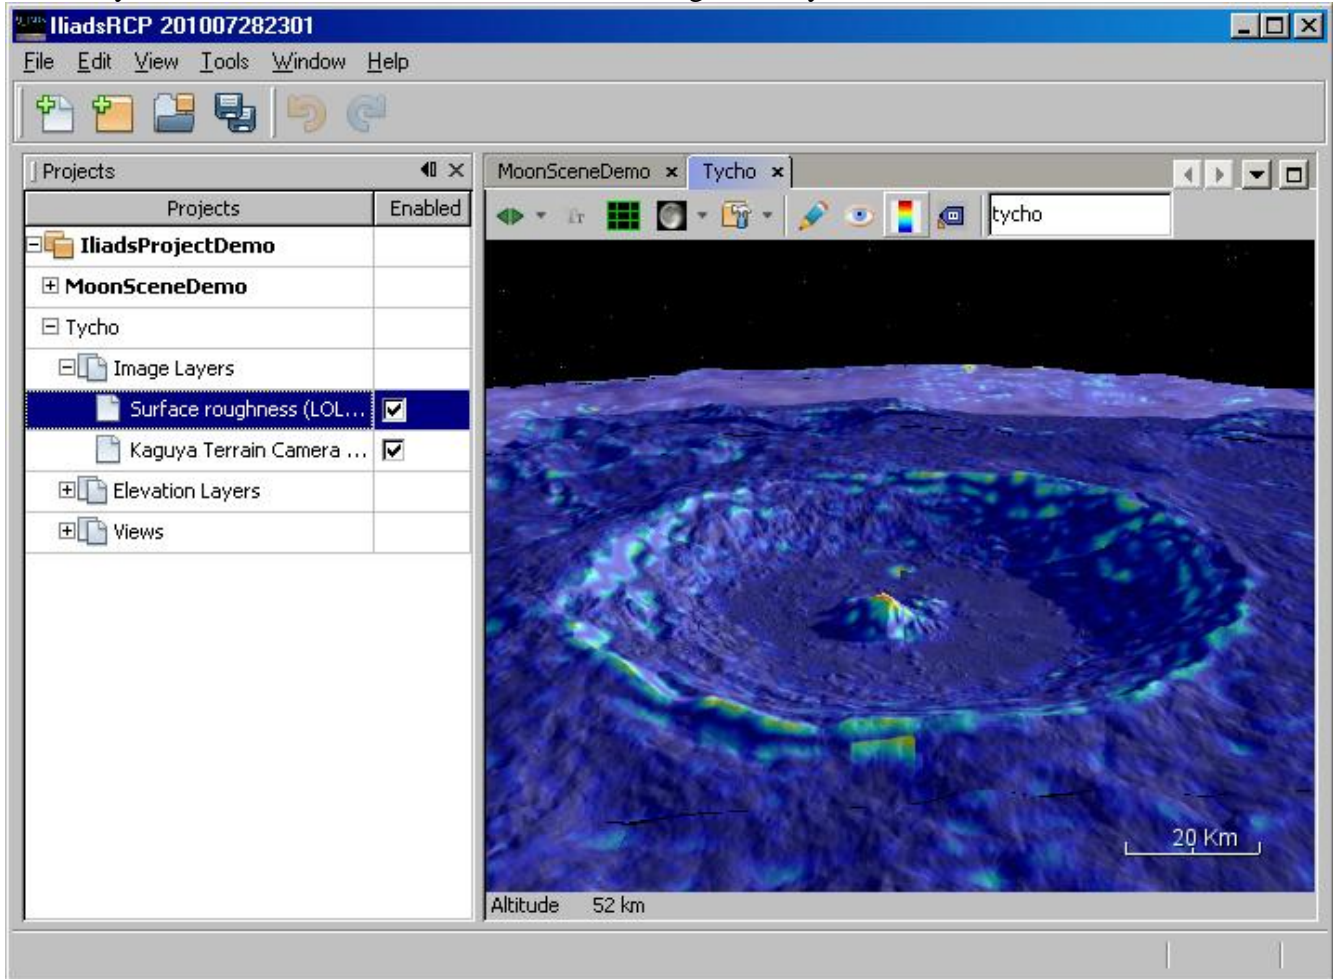 IliadsRCP 201007282301
File Edit View Tools Window Help
Projects
MoonSceneDemo Tycho
Projects Enabled
tycho
IliadsProjectDemo
MoonSceneDemo
Tycho
Image Layers
Surface roughness (LOL...
Kaguya Terrain Camera ...
Elevation Layers
Views
20 Km
Altitude 52 km